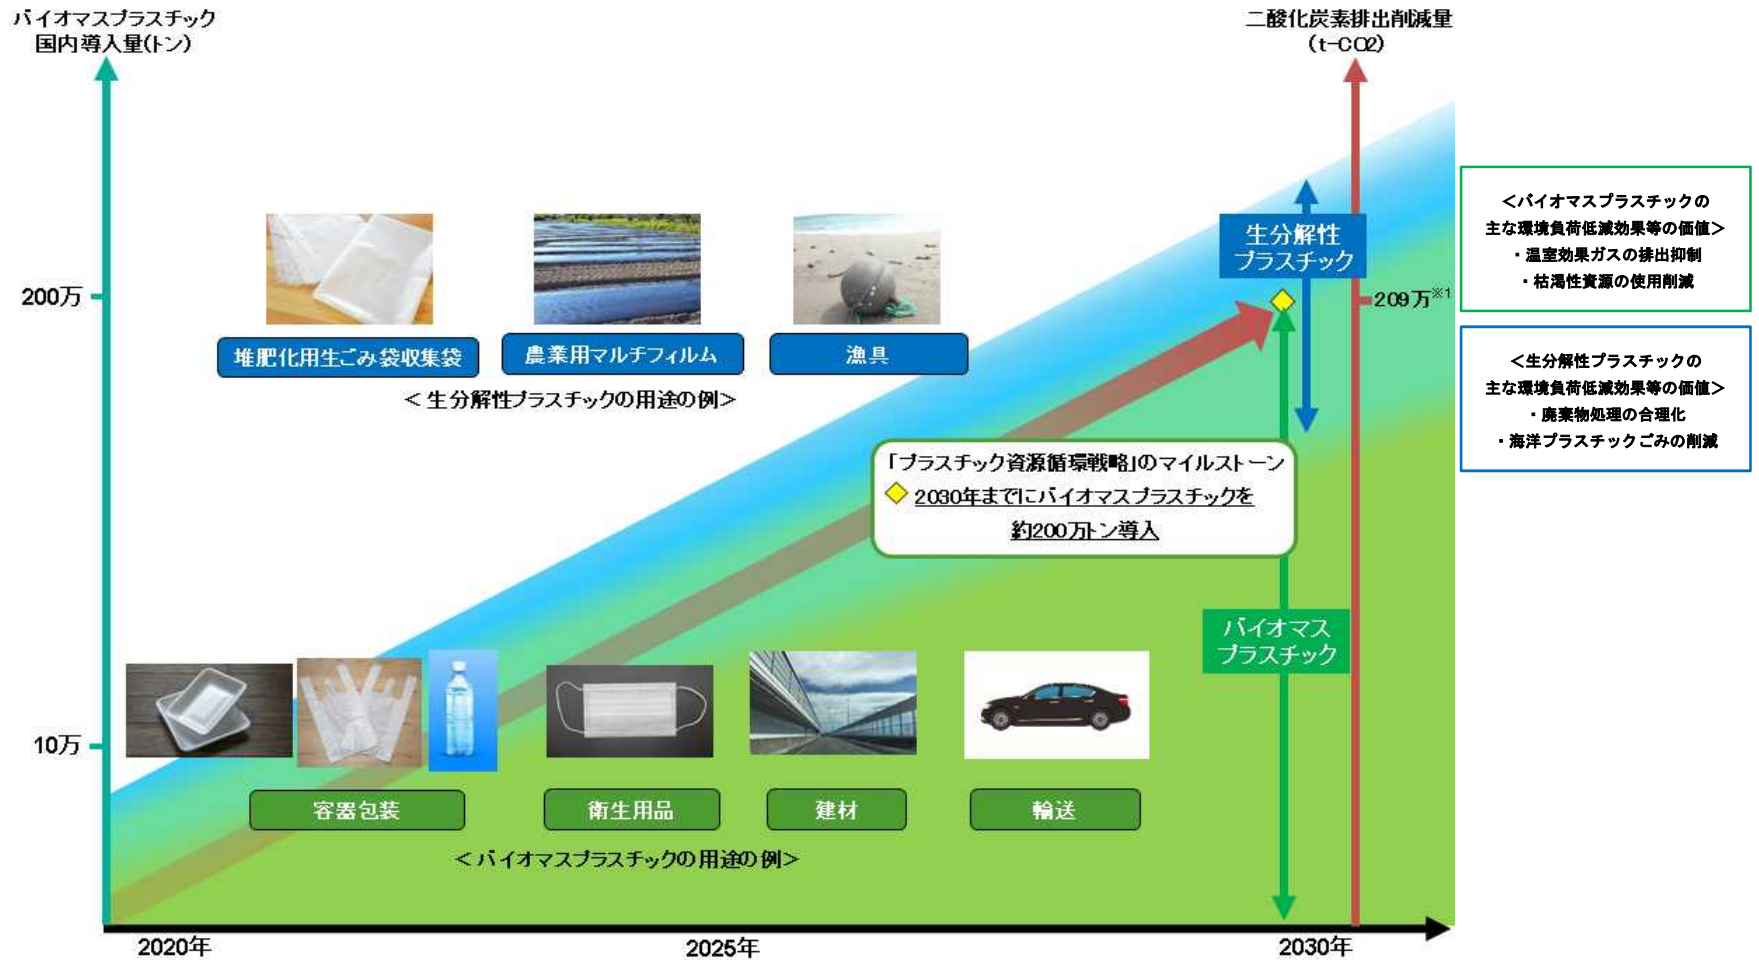 バイオマスプラスチック
国内導入量(トン)
二酸化炭素排出削減量
(t-CO2)
200万
10万
209万※1
生分解性
プラスチック
堆肥化用生ごみ袋収集袋
農業用マルチフィルム
漁具
＜生分解性プラスチックの用途の例＞
「プラスチック資源循環戦略」のマイルストーン
2030年までにバイオマスプラスチックを
約200万トン導入
バイオマス
プラスチック
容器包装
衛生用品
建材
輸送
＜バイオマスプラスチックの用途の例＞
2020年
2025年
2030年
＜バイオマスプラスチックの
主な環境負荷低減効果等の価値＞
・温室効果ガスの排出抑制
・枯渇性資源の使用削減
＜生分解性プラスチックの
主な環境負荷低減効果等の価値＞
・廃棄物処理の合理化
・海洋プラスチックごみの削減